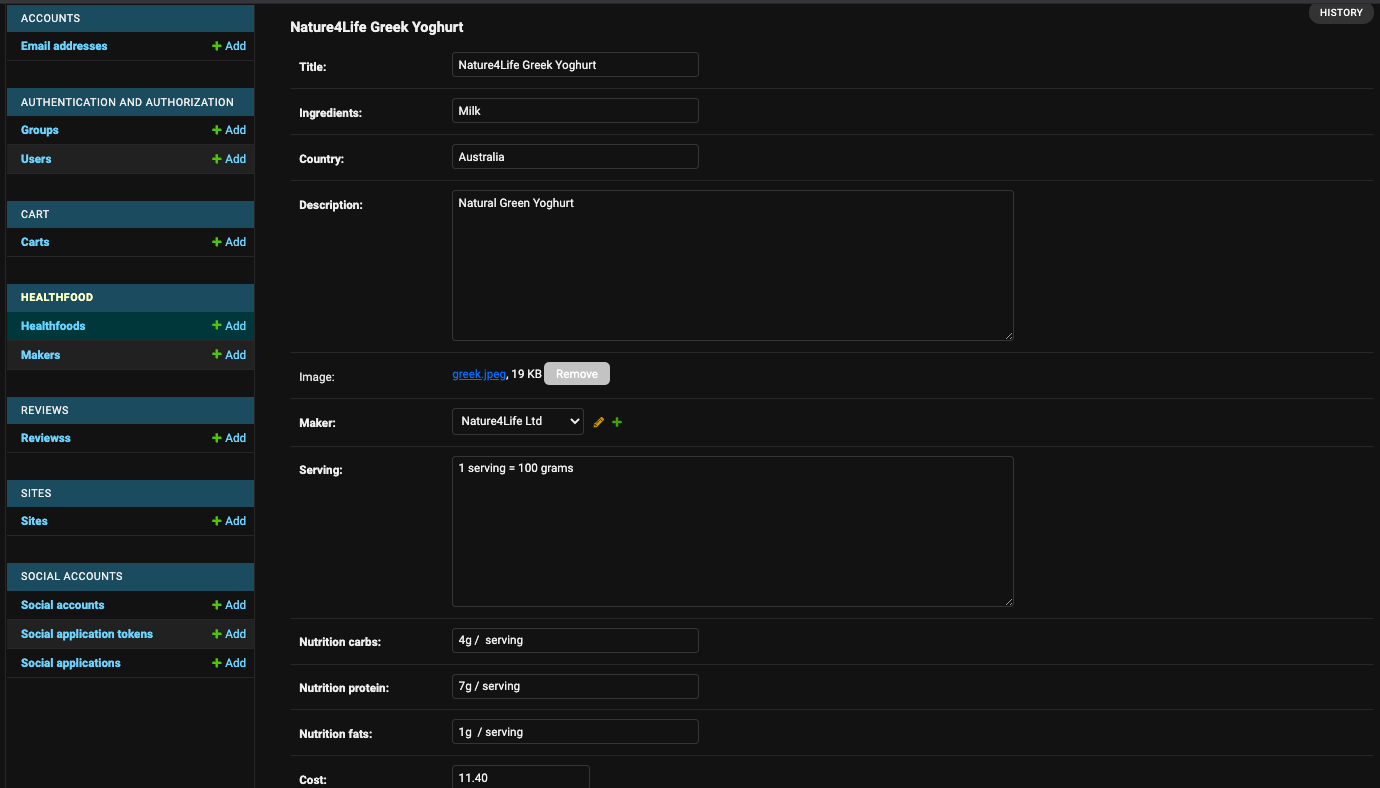 HISTORY
ACCOUNTS
Email addresses + Add
AUTHENTICATION AND AUTHORIZATION
Groups + Add
Users + Add
CART
Carts + Add
HEALTHFOOD
Healthfoods + Add
Makers + Add
REVIEWS
Reviewss + Add
SITES
Sites + Add
SOCIAL ACCOUNTS
Social accounts + Add
Social application tokens + Add
Social applications + Add
Nature4Life Greek Yoghurt
Title: Nature4Life Greek Yoghurt
Ingredients: Milk
Country: Australia
Description: Natural Green Yoghurt
Image: greek.jpeg, 19 KB Remove
Maker: Nature4Life Ltd
Serving: 1 serving = 100 grams
Nutrition carbs: 4g /  serving
Nutrition protein: 7g / serving
Nutrition fats: 1g  / serving
Cost: 11.40